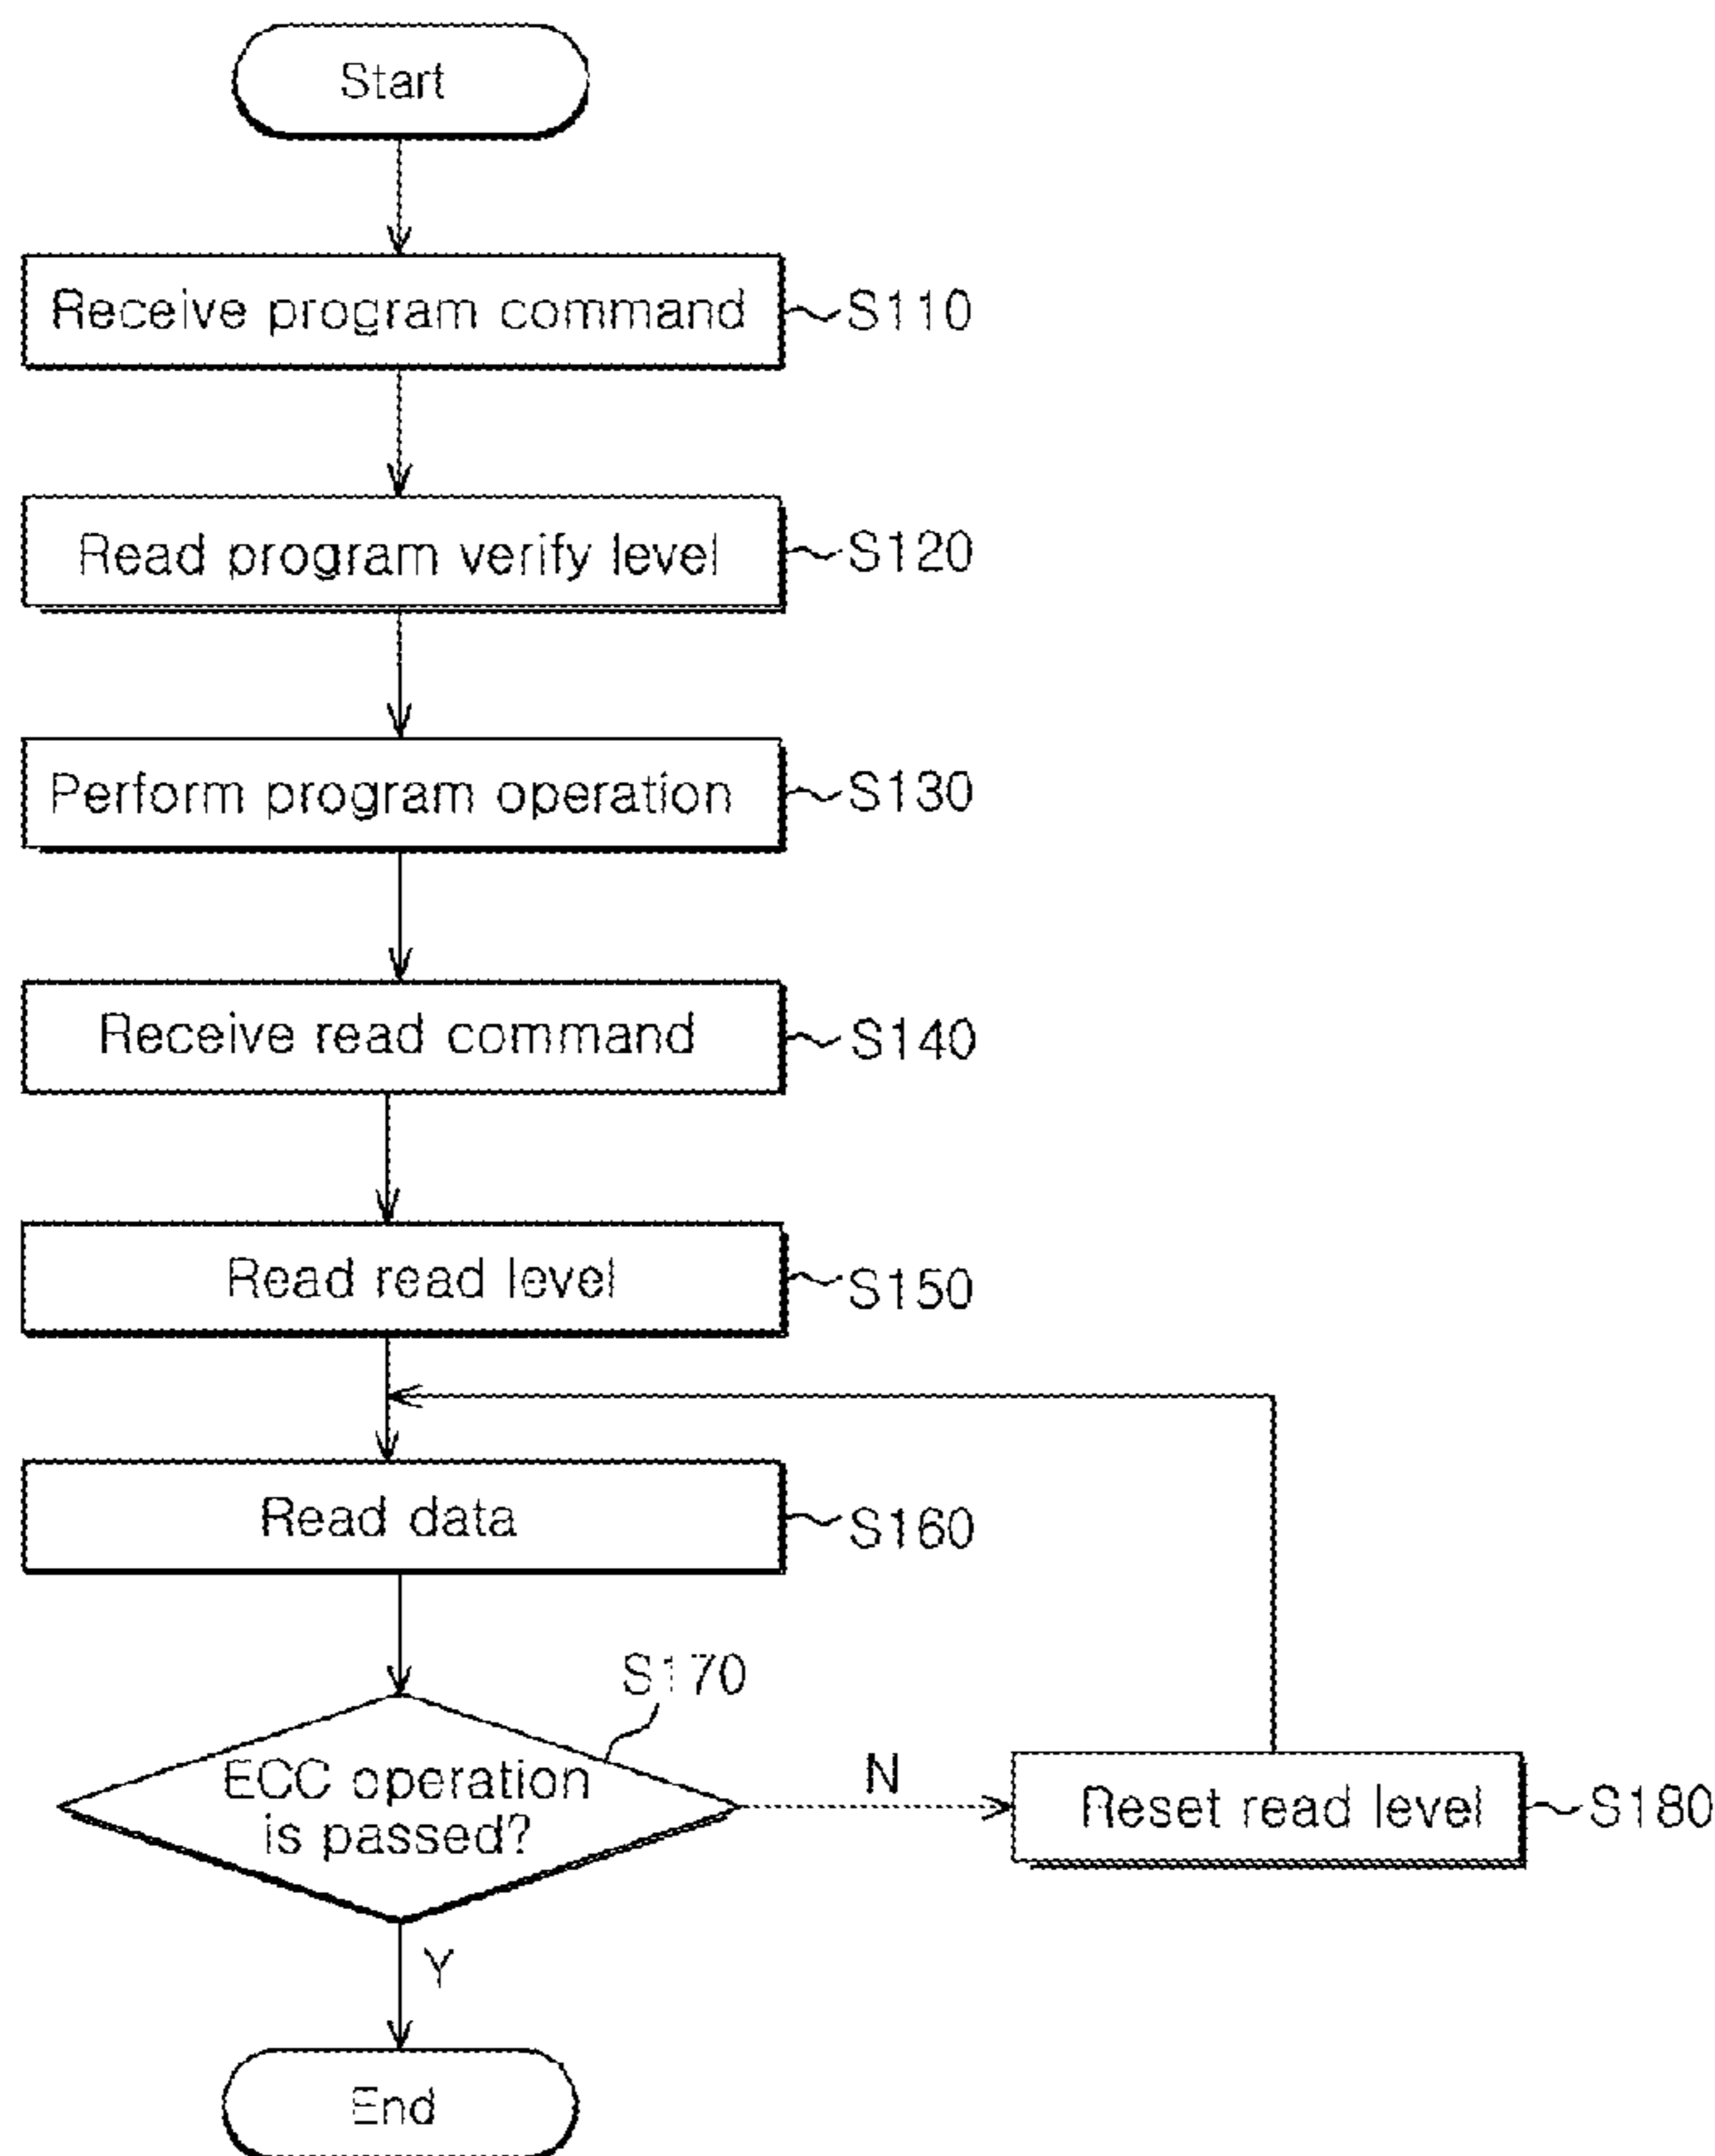 Start
Receive program command S110
Read program verify level S120
Perform program operation S130
Receive read command S140
Read read level S150
Read data S160
S170
ECC operation
is passed?
N
Reset read level S180
Y
End